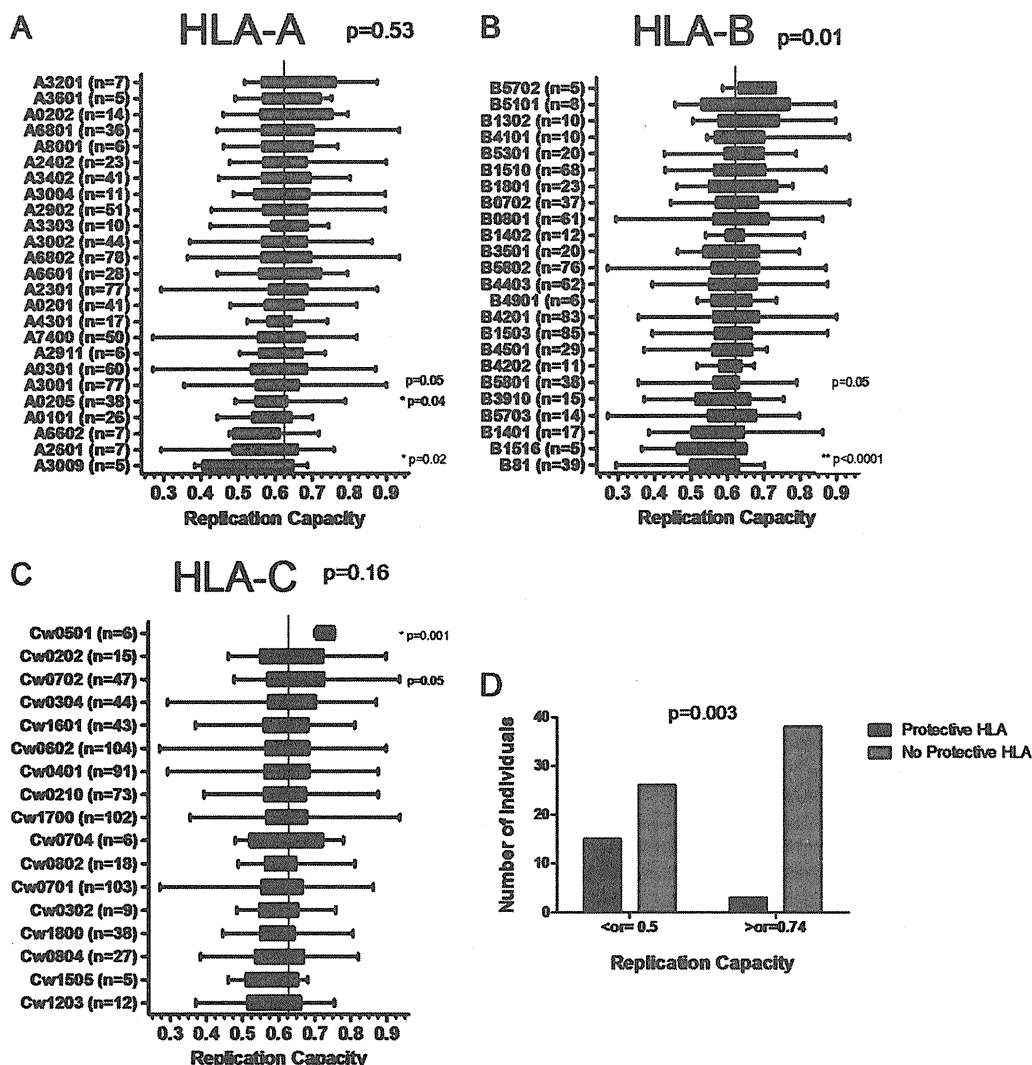 A
HLA-A
p=0.53
A3201 (n=7)
A3601 (n=5)
A0202 (n=14)
A6801 (n=36)
A8001 (n=6)
A2402 (n=23)
A3402 (n=41)
A3004 (n=11)
A2902 (n=51)
A3303 (n=10)
A3002 (n=44)
A6802 (n=78)
A6601 (n=28)
A2301 (n=77)
A0201 (n=41)
A4301 (n=17)
A7400 (n=50)
A2911 (n=6)
A0301 (n=60)
A3001 (n=77)
p=0.05
A0205 (n=38)
* p=0.04
A0101 (n=26)
A6602 (n=7)
A2601 (n=7)
A3009 (n=5)
* p=0.02
0.3 0.4 0.5 0.6 0.7 0.8 0.9
Replication Capacity
B
HLA-B
p=0.01
B5702 (n=5)
B5101 (n=8)
B1302 (n=10)
B4101 (n=10)
B5301 (n=20)
B1510 (n=68)
B1801 (n=23)
B0702 (n=37)
B0801 (n=61)
B1402 (n=12)
B3501 (n=20)
B5802 (n=76)
B4403 (n=62)
B4901 (n=6)
B4201 (n=83)
B1503 (n=85)
B4501 (n=29)
B4202 (n=11)
B5801 (n=38)
p=0.05
B3910 (n=15)
B5703 (n=14)
B1401 (n=17)
B1516 (n=5)
B81 (n=39)
** p<0.0001
0.3 0.4 0.5 0.6 0.7 0.8 0.9
Replication Capacity
C
HLA-C
p=0.16
Cw0501 (n=6)
* p=0.001
Cw0202 (n=15)
Cw0702 (n=47)
p=0.05
Cw0304 (n=44)
Cw1601 (n=43)
Cw0602 (n=104)
Cw0401 (n=91)
Cw0210 (n=73)
Cw1700 (n=102)
Cw0704 (n=6)
Cw0802 (n=18)
Cw0701 (n=103)
Cw0302 (n=9)
Cw1800 (n=38)
Cw0804 (n=27)
Cw1505 (n=5)
Cw1203 (n=12)
0.3 0.4 0.5 0.6 0.7 0.8 0.9
Replication Capacity
D
p=0.003
Number of Individuals
40
30
20
10
0
<or= 0.5
>or=0.74
Replication Capacity
Protective HLA
No Protective HLA